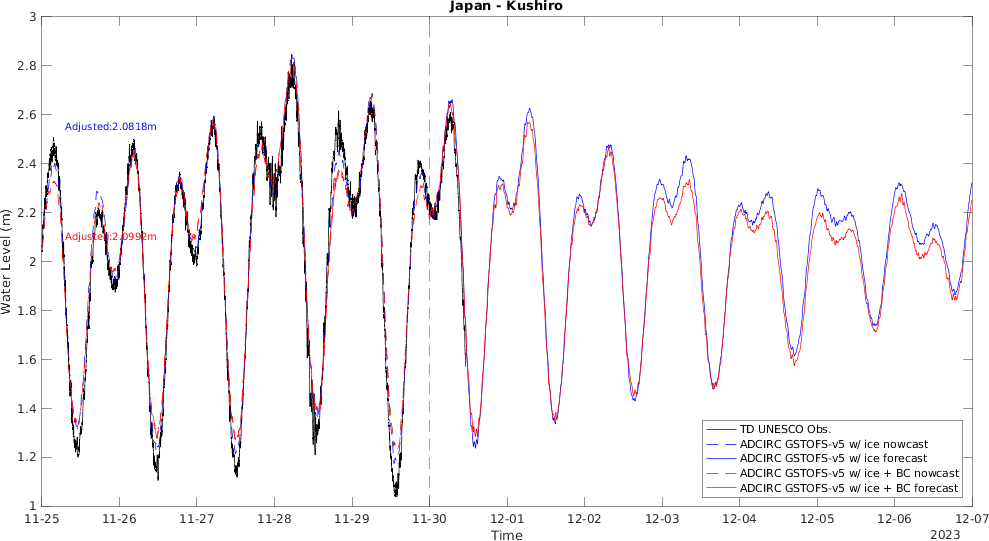 Japan - Kushiro
3
2.8
2.6
2.4
2.2
2
1.8
1.6
1.4
1.2
1
Water Level (m)
Adjusted:2.0818m
Adjusted:2.0992m
TD UNESCO Obs.
ADCIRC GSTOFS-v5 w/ ice nowcast
ADCIRC GSTOFS-v5 w/ ice forecast
ADCIRC GSTOFS-v5 w/ ice + BC nowcast
ADCIRC GSTOFS-v5 w/ ice + BC forecast
11-25 11-26 11-27 11-28 11-29 11-30 12-01 12-02 12-03 12-04 12-05 12-06 12-07
Time
2023